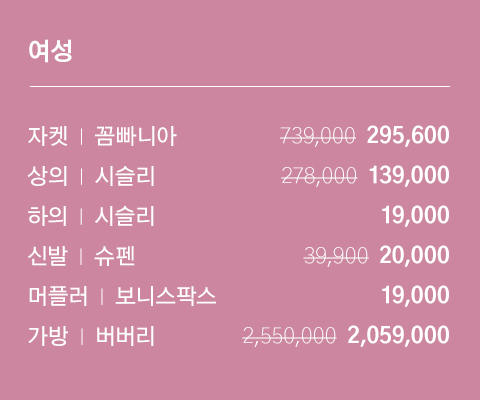 여성
자켓 | 꼼빠니아 739,000 295,600
상의 | 시슬리 278,000 139,000
하의 | 시슬리 19,000
신발 | 슈펜 39,900 20,000
머플러 | 보니스팍스 19,000
가방 | 버버리 2,550,000 2,059,000